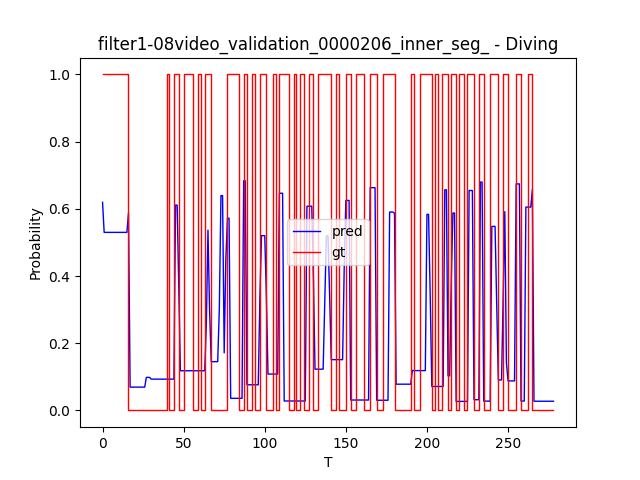 filter1-08video_validation_0000206_inner_seg_ - Diving
1.0
0.8
0.6
0.4
0.2
0.0
Probability
pred
gt
0 50 100 150 200 250
T